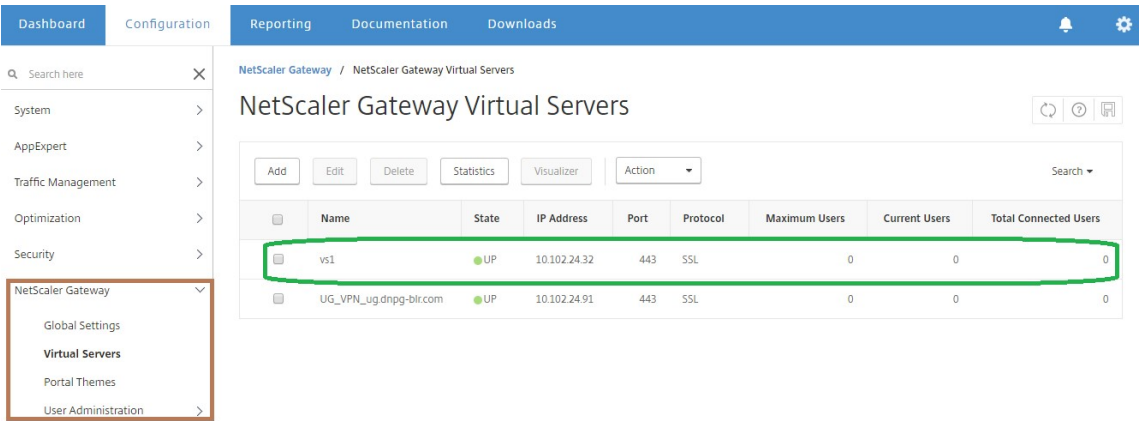 Dashboard Configuration Reporting Documentation Downloads
Search here
System
AppExpert
Traffic Management
Optimization
Security
NetScaler Gateway
Global Settings
Virtual Servers
Portal Themes
User Administration
NetScaler Gateway / NetScaler Gateway Virtual Servers
NetScaler Gateway Virtual Servers
Add Edit Delete Statistics Visualizer Action Search
Name State IP Address Port Protocol Maximum Users Current Users Total Connected Users
vs1 UP 10.102.24.32 443 SSL 0 0 0
UG_VPN_ug.dnpg-blr.com UP 10.102.24.91 443 SSL 0 0 0